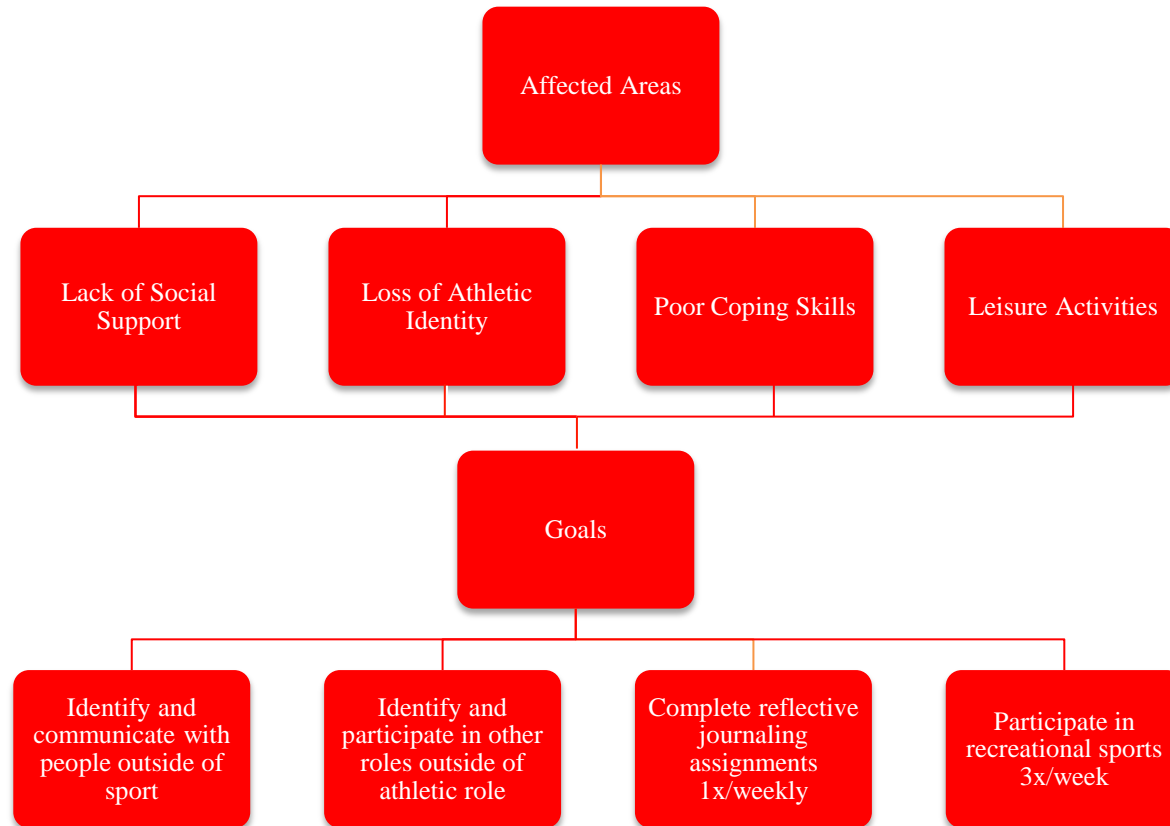 Affected Areas
Lack of Social
Support
Loss of Athletic
Identity
Poor Coping Skills
Leisure Activities
Goals
Identify and
communicate with
people outside of
sport
Identify and
participate in other
roles outside of
athletic role
Complete reflective
journaling
assignments
1x/weekly
Participate in
recreational sports
3x/week